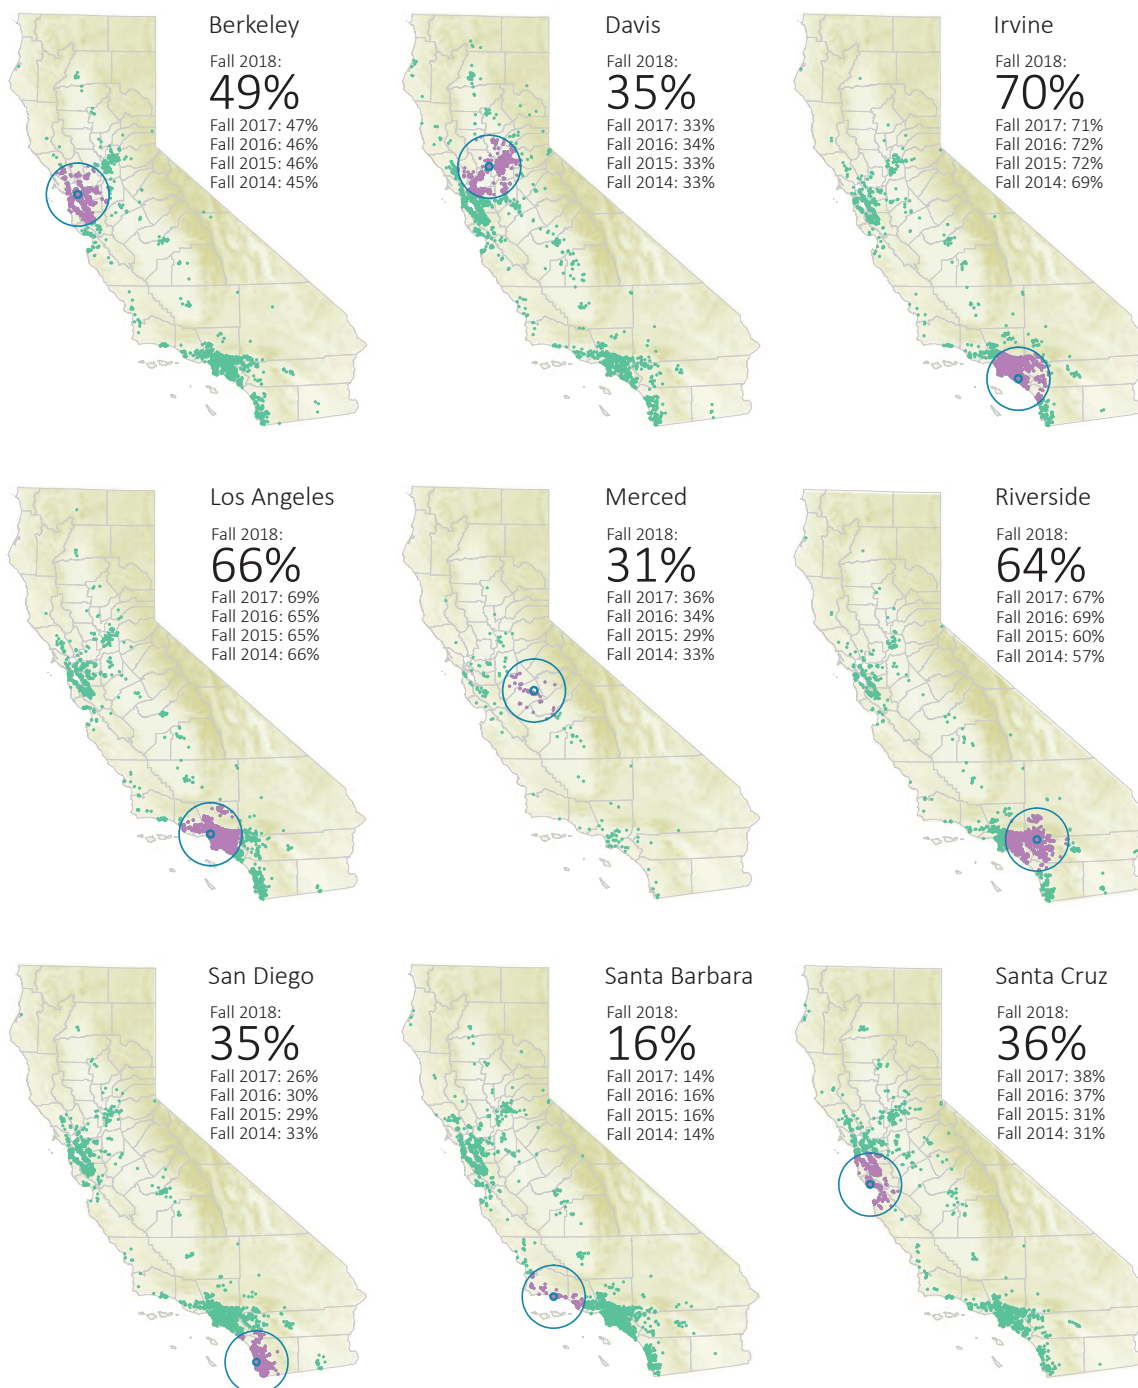 Berkeley
Fall 2018:
49%
Fall 2017: 47%
Fall 2016: 46%
Fall 2015: 46%
Fall 2014: 45%
Davis
Fall 2018:
35%
Fall 2017: 33%
Fall 2016: 34%
Fall 2015: 33%
Fall 2014: 33%
Irvine
Fall 2018:
70%
Fall 2017: 71%
Fall 2016: 72%
Fall 2015: 72%
Fall 2014: 69%
Los Angeles
Fall 2018:
66%
Fall 2017: 69%
Fall 2016: 65%
Fall 2015: 65%
Fall 2014: 66%
Merced
Fall 2018:
31%
Fall 2017: 36%
Fall 2016: 34%
Fall 2015: 29%
Fall 2014: 33%
Riverside
Fall 2018:
64%
Fall 2017: 67%
Fall 2016: 69%
Fall 2015: 60%
Fall 2014: 57%
San Diego
Fall 2018:
35%
Fall 2017: 26%
Fall 2016: 30%
Fall 2015: 29%
Fall 2014: 33%
Santa Barbara
Fall 2018:
16%
Fall 2017: 14%
Fall 2016: 16%
Fall 2015: 16%
Fall 2014: 14%
Santa Cruz
Fall 2018:
36%
Fall 2017: 38%
Fall 2016: 37%
Fall 2015: 31%
Fall 2014: 31%